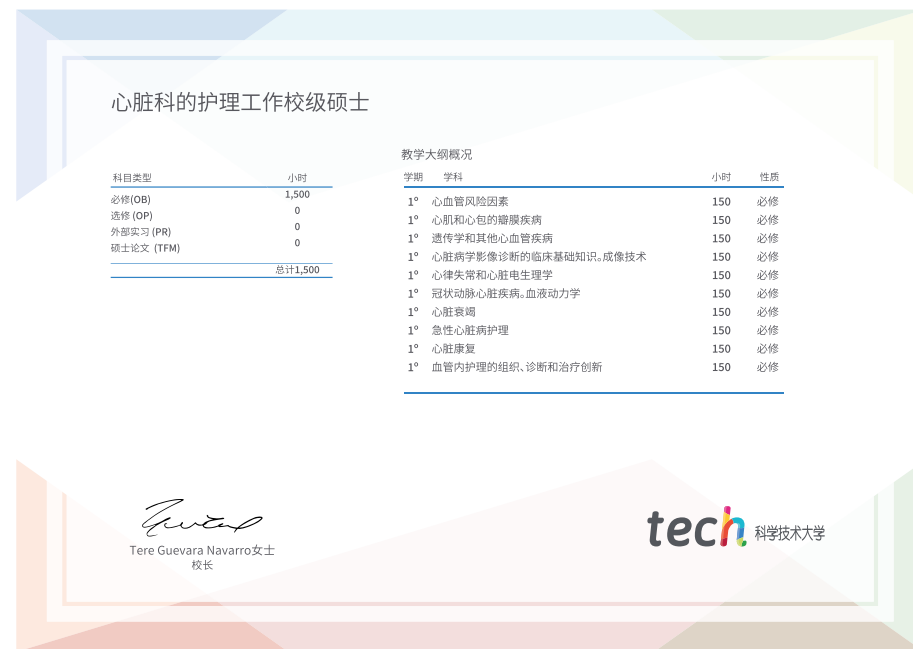 心脏科的护理工作校级硕士
科目类型 小时
必修(OB) 1,500
选修 (OP) 0
外部实习 (PR) 0
硕士论文 (TFM) 0
总计1,500
教学大纲概况
学期 学科 小时 性质
1º 心血管风险因素 150 必修
1º 心肌和心包的瓣膜疾病 150 必修
1º 遗传学和其他心血管疾病 150 必修
1º 心脏病学影像诊断的临床基础知识。成像技术 150 必修
1º 心律失常和心脏电生理学 150 必修
1º 冠状动脉心脏疾病。血液动力学 150 必修
1º 心脏衰竭 150 必修
1º 急性心脏病护理 150 必修
1º 心脏康复 150 必修
1º 血管内护理的组织、诊断和治疗创新 150 必修
Tere Guevara Navarro女士
校长
tech 科学技术大学